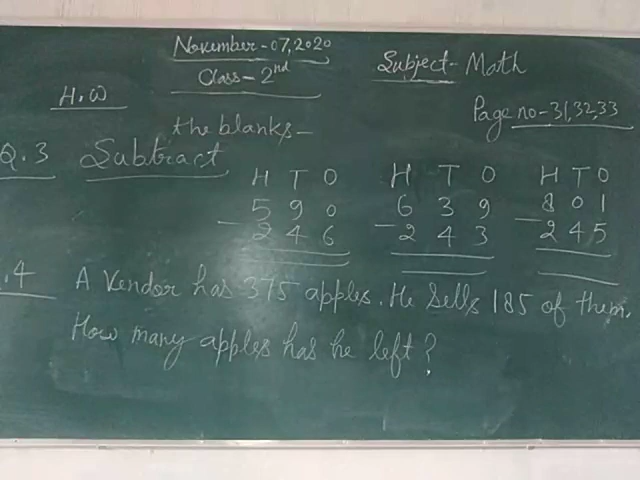 November-07,2020
Class-2nd
Subject-Math
H.W
Page no-31,32,33
the blanks-
Q.3 Subtract
H T O H T O H T O
5 9 0 6 3 9 8 0 1
- 2 4 6 - 2 4 3 - 2 4 5
.4 A Vendor has 375 apples. He sells 185 of them.
How many apples has he left?